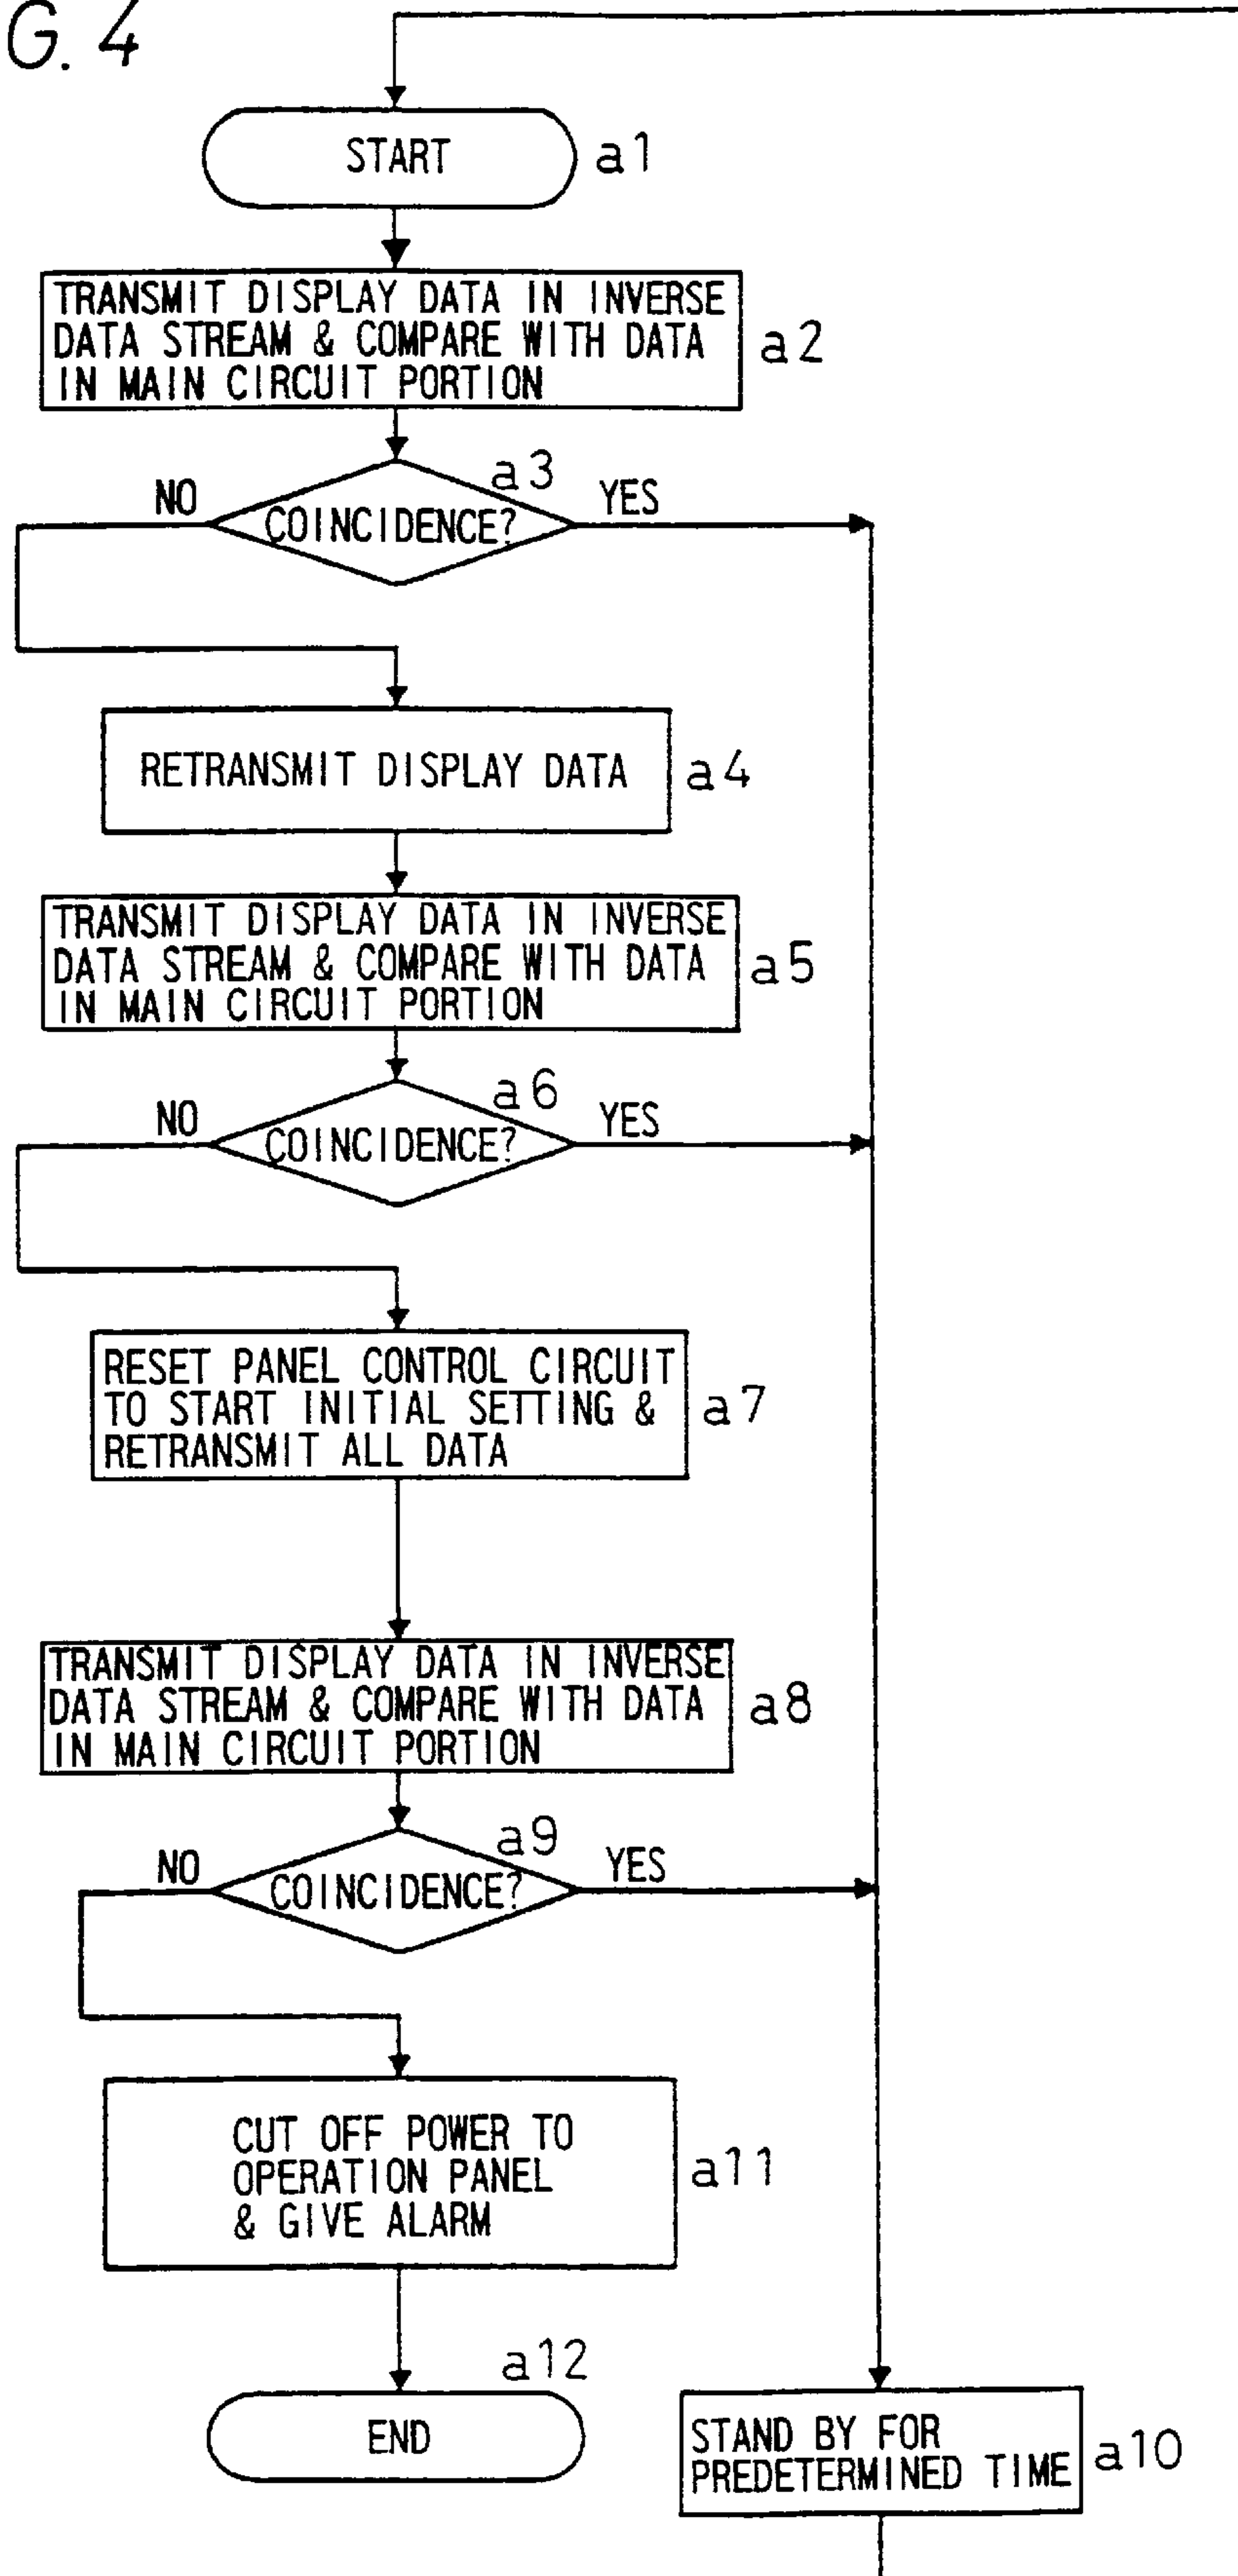 G. 4
START a1
TRANSMIT DISPLAY DATA IN INVERSE
DATA STREAM & COMPARE WITH DATA
IN MAIN CIRCUIT PORTION
a2
a3
NO
COINCIDENCE?
YES
RETRANSMIT DISPLAY DATA a4
TRANSMIT DISPLAY DATA IN INVERSE
DATA STREAM & COMPARE WITH DATA
IN MAIN CIRCUIT PORTION
a5
a6
NO
COINCIDENCE?
YES
RESET PANEL CONTROL CIRCUIT
TO START INITIAL SETTING &
RETRANSMIT ALL DATA
a7
TRANSMIT DISPLAY DATA IN INVERSE
DATA STREAM & COMPARE WITH DATA
IN MAIN CIRCUIT PORTION
a8
a9
NO
COINCIDENCE?
YES
CUT OFF POWER TO
OPERATION PANEL
& GIVE ALARM
a11
a12
END
STAND BY FOR
PREDETERMINED TIME
a10